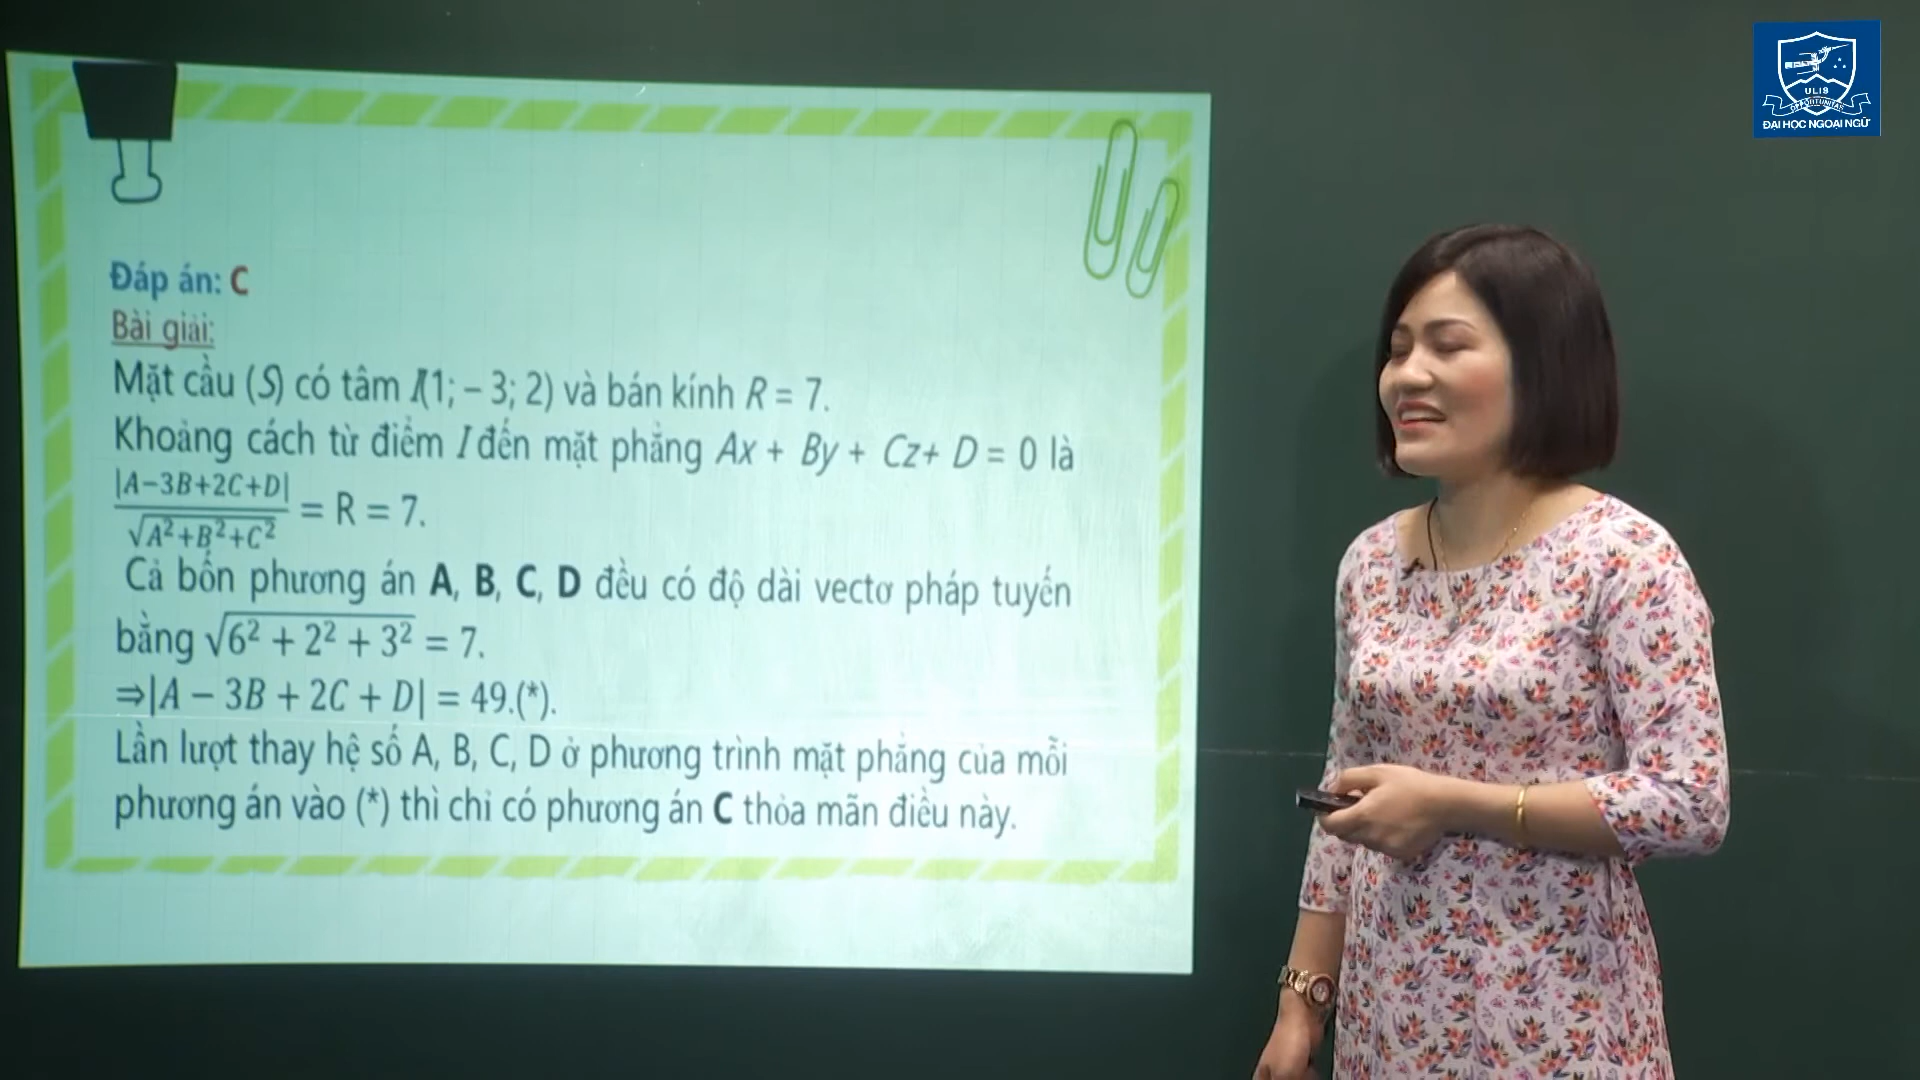 Đáp án: C
Bài giải:
Mặt cầu (S) có tâm I(1; – 3; 2) và bán kính R = 7.
Khoảng cách từ điểm I đến mặt phẳng Ax + By + Cz+ D = 0 là
|A−3B+2C+D| / √A²+B²+C² = R = 7.
Cả bốn phương án A, B, C, D đều có độ dài vectơ pháp tuyến
bằng √6² + 2² + 3² = 7.
⇒|A − 3B + 2C + D| = 49.(*).
Lần lượt thay hệ số A, B, C, D ở phương trình mặt phẳng của mỗi
phương án vào (*) thì chỉ có phương án C thỏa mãn điều này.
ULIS
OPPORTUNITAS
ĐẠI HỌC NGOẠI NGỮ